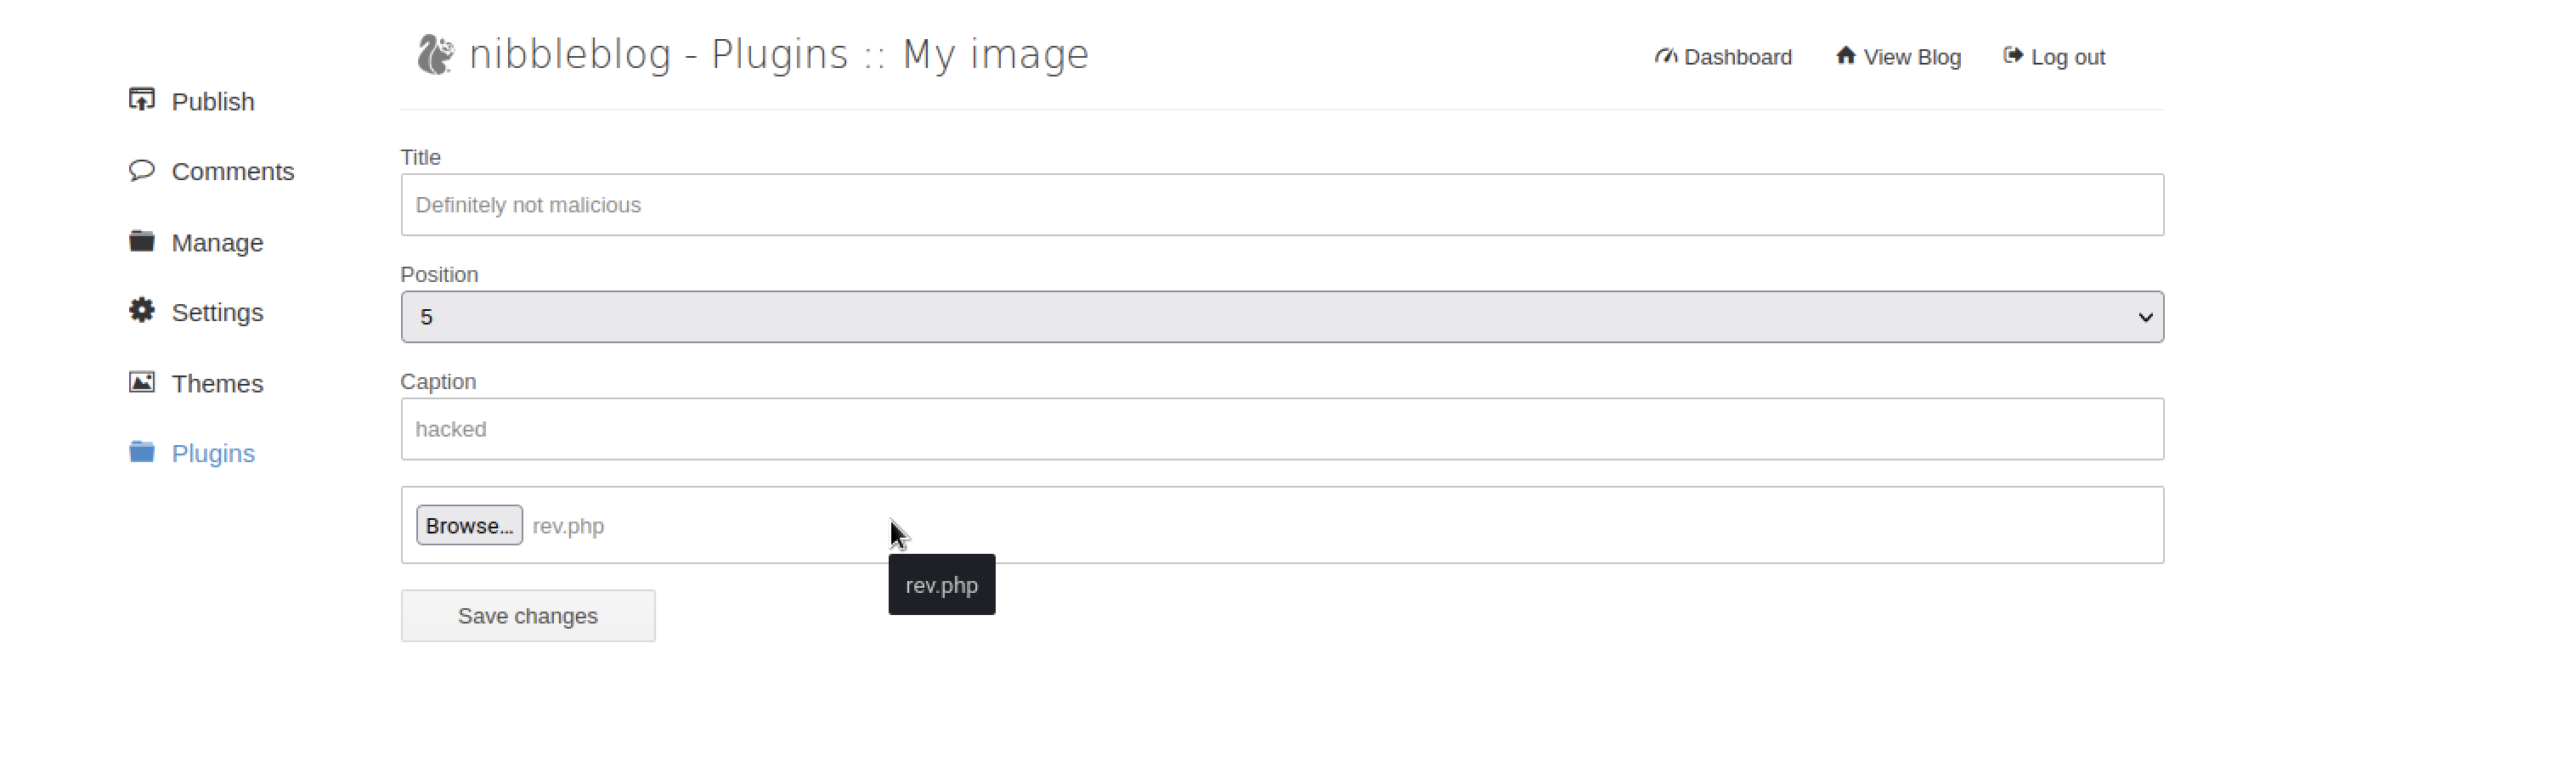 nibbleblog - Plugins :: My image
Dashboard
View Blog
Log out
Publish
Comments
Manage
Settings
Themes
Plugins
Title
Definitely not malicious
Position
5
Caption
hacked
Browse... rev.php
rev.php
Save changes